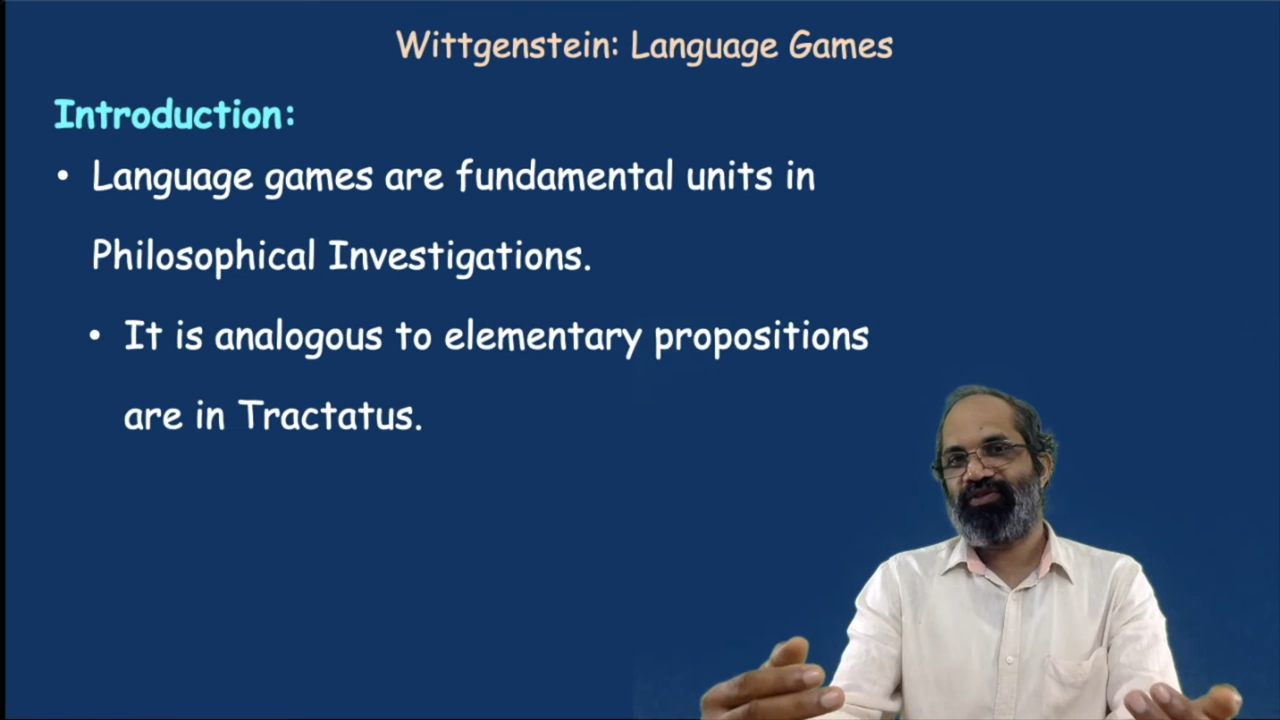 Wittgenstein: Language Games
Introduction:
• Language games are fundamental units in
Philosophical Investigations.
• It is analogous to elementary propositions
are in Tractatus.